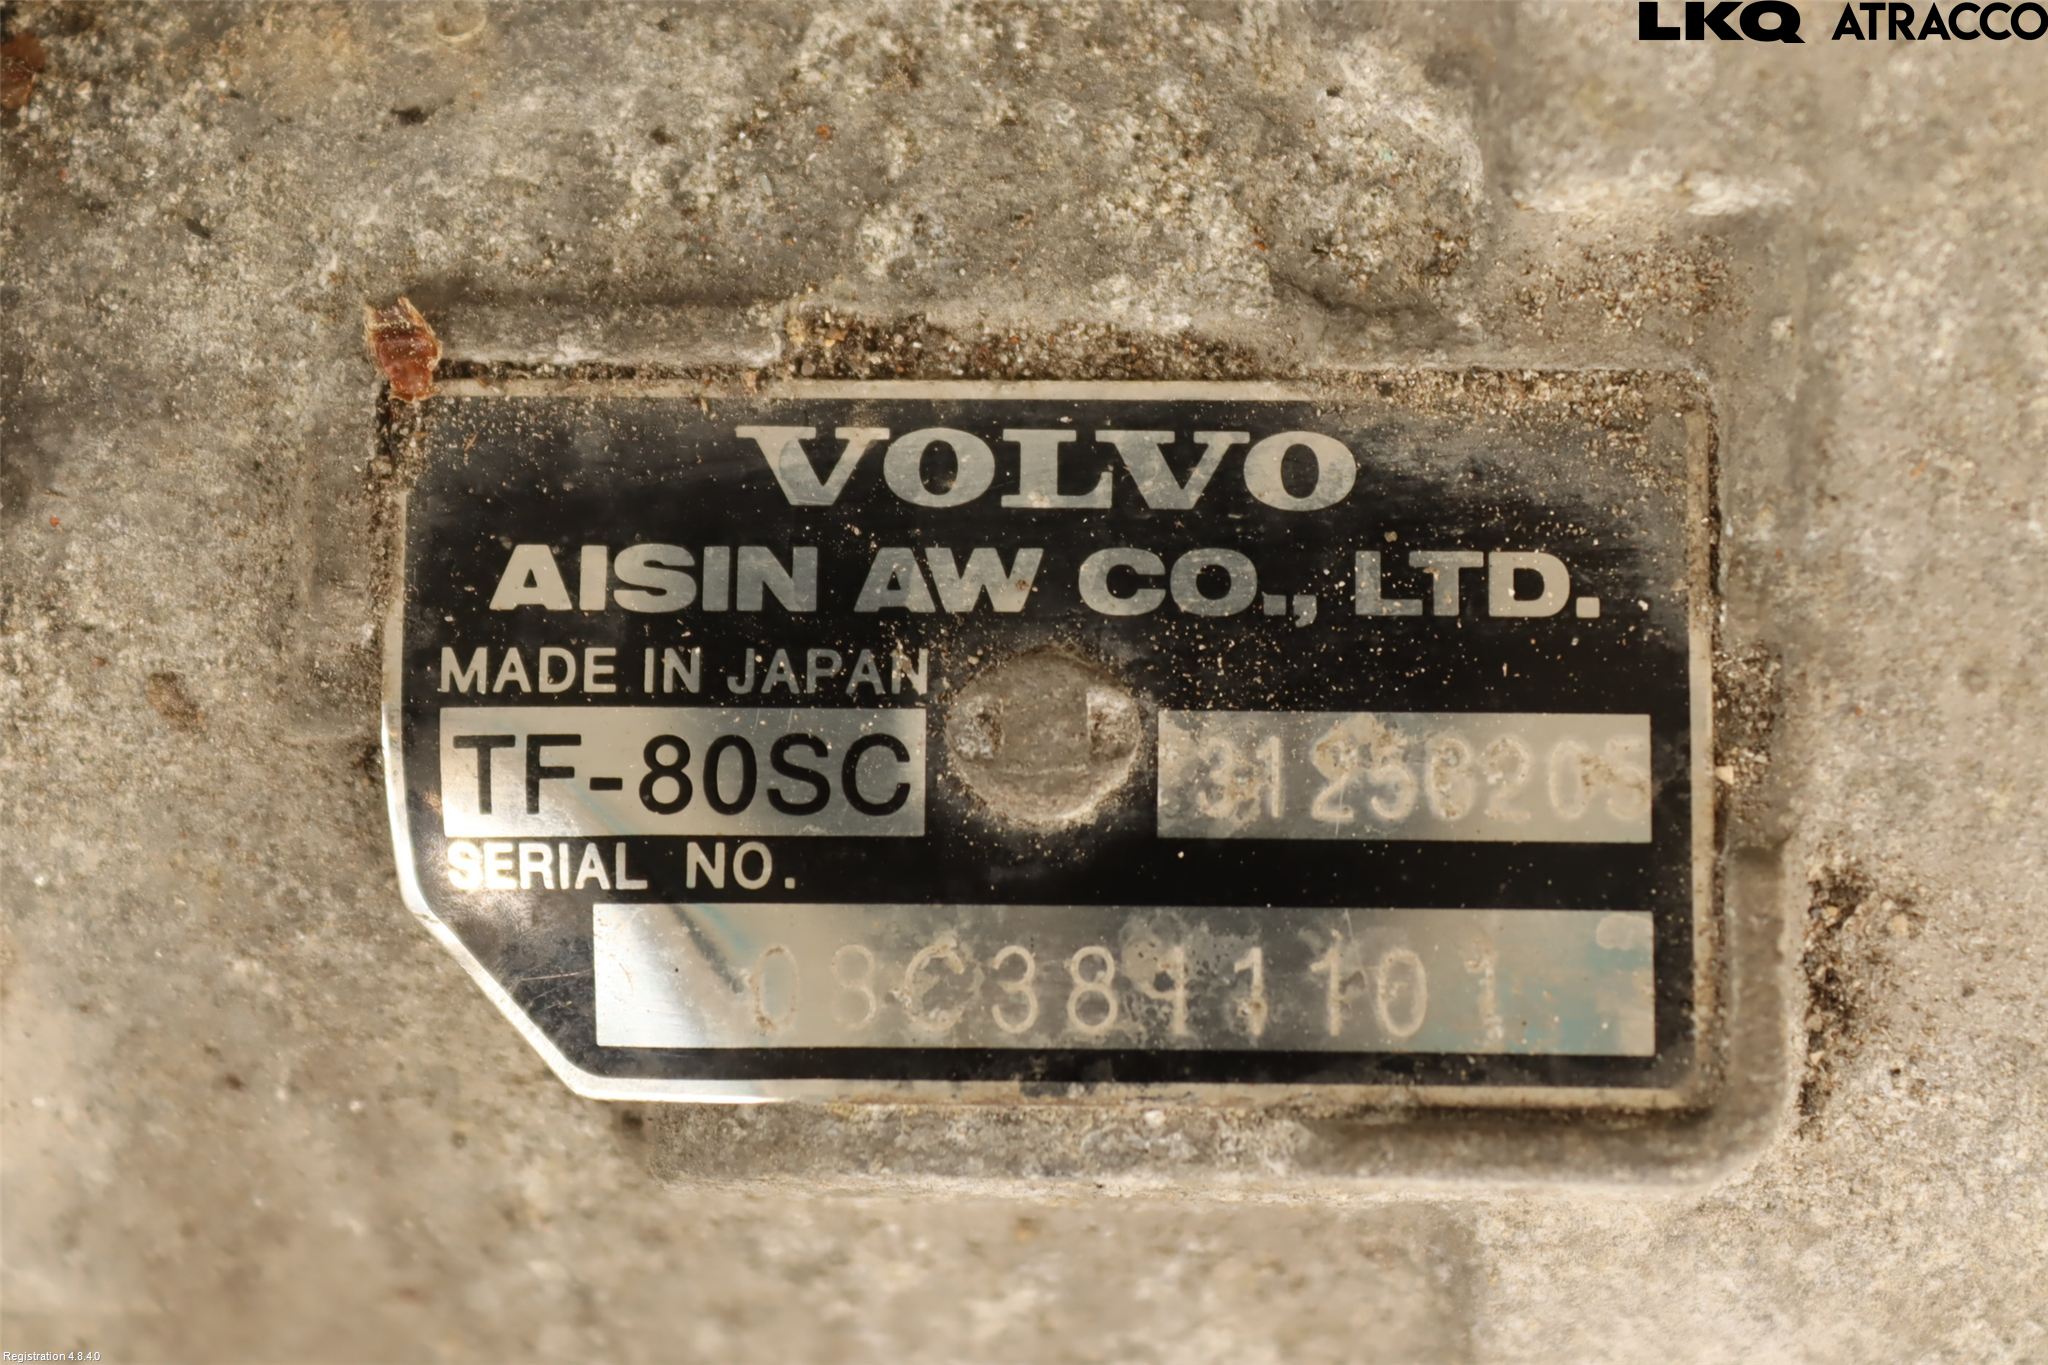 LKQ ATRACCO
VOLVO
AISIN AW CO., LTD.
MADE IN JAPAN
TF-80SC 31256205
SERIAL NO.
Registration 4.8.4.0